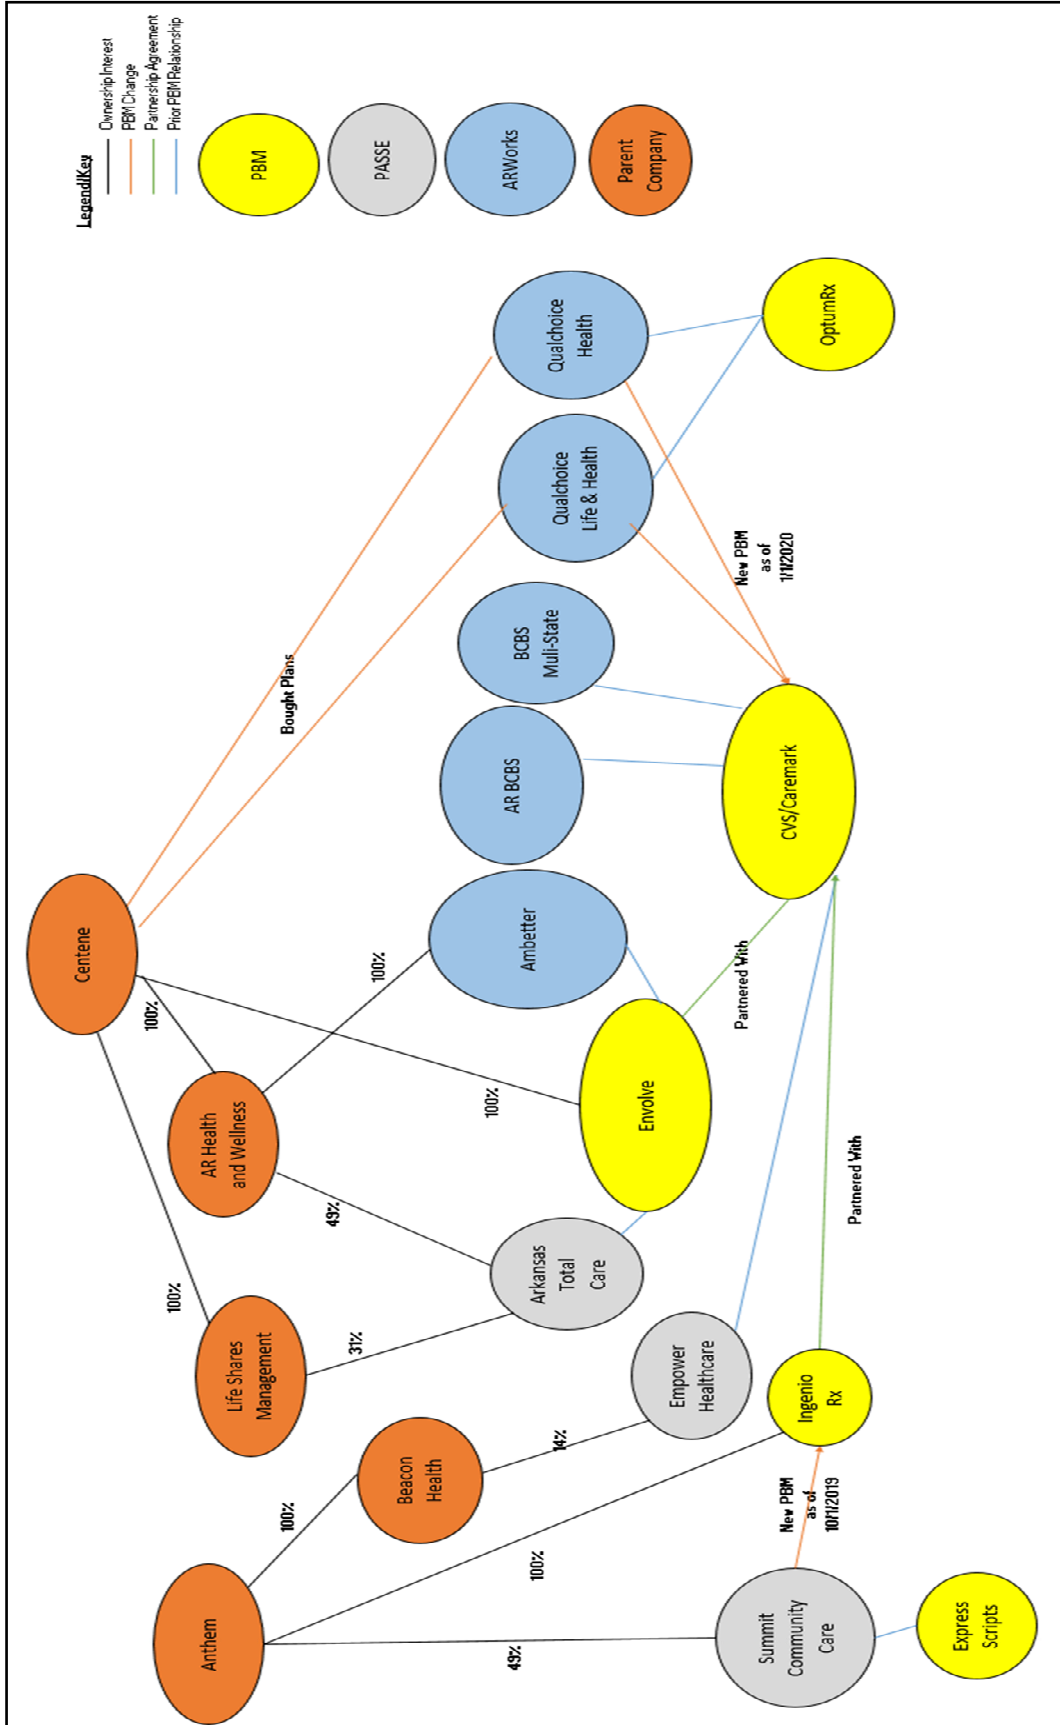 Legend/Key
Ownership Interest
PBM Change
Partnership Agreement
Prior PBM Relationship
PBM
PASSE
ARWorks
Parent
Company
Centene
Anthem
100%
100%
100%
Life Shares
Management
AR Health
and Wellness
Bought Plans
Beacon
Health
31%
49%
100%
100%
14%
100%
49%
Arkansas
Total
Care
Ambetter
AR BCBS
BCBS
Muli-State
Qualchoice
Life & Health
Qualchoice
Health
Empower
Healthcare
Envolve
Partnered With
New PBM
as of
1/1/2020
Summit
Community
Care
New PBM
as of
10/1/2019
Ingenio
Rx
Partnered With
CVS/Caremark
OptumRx
Express
Scripts